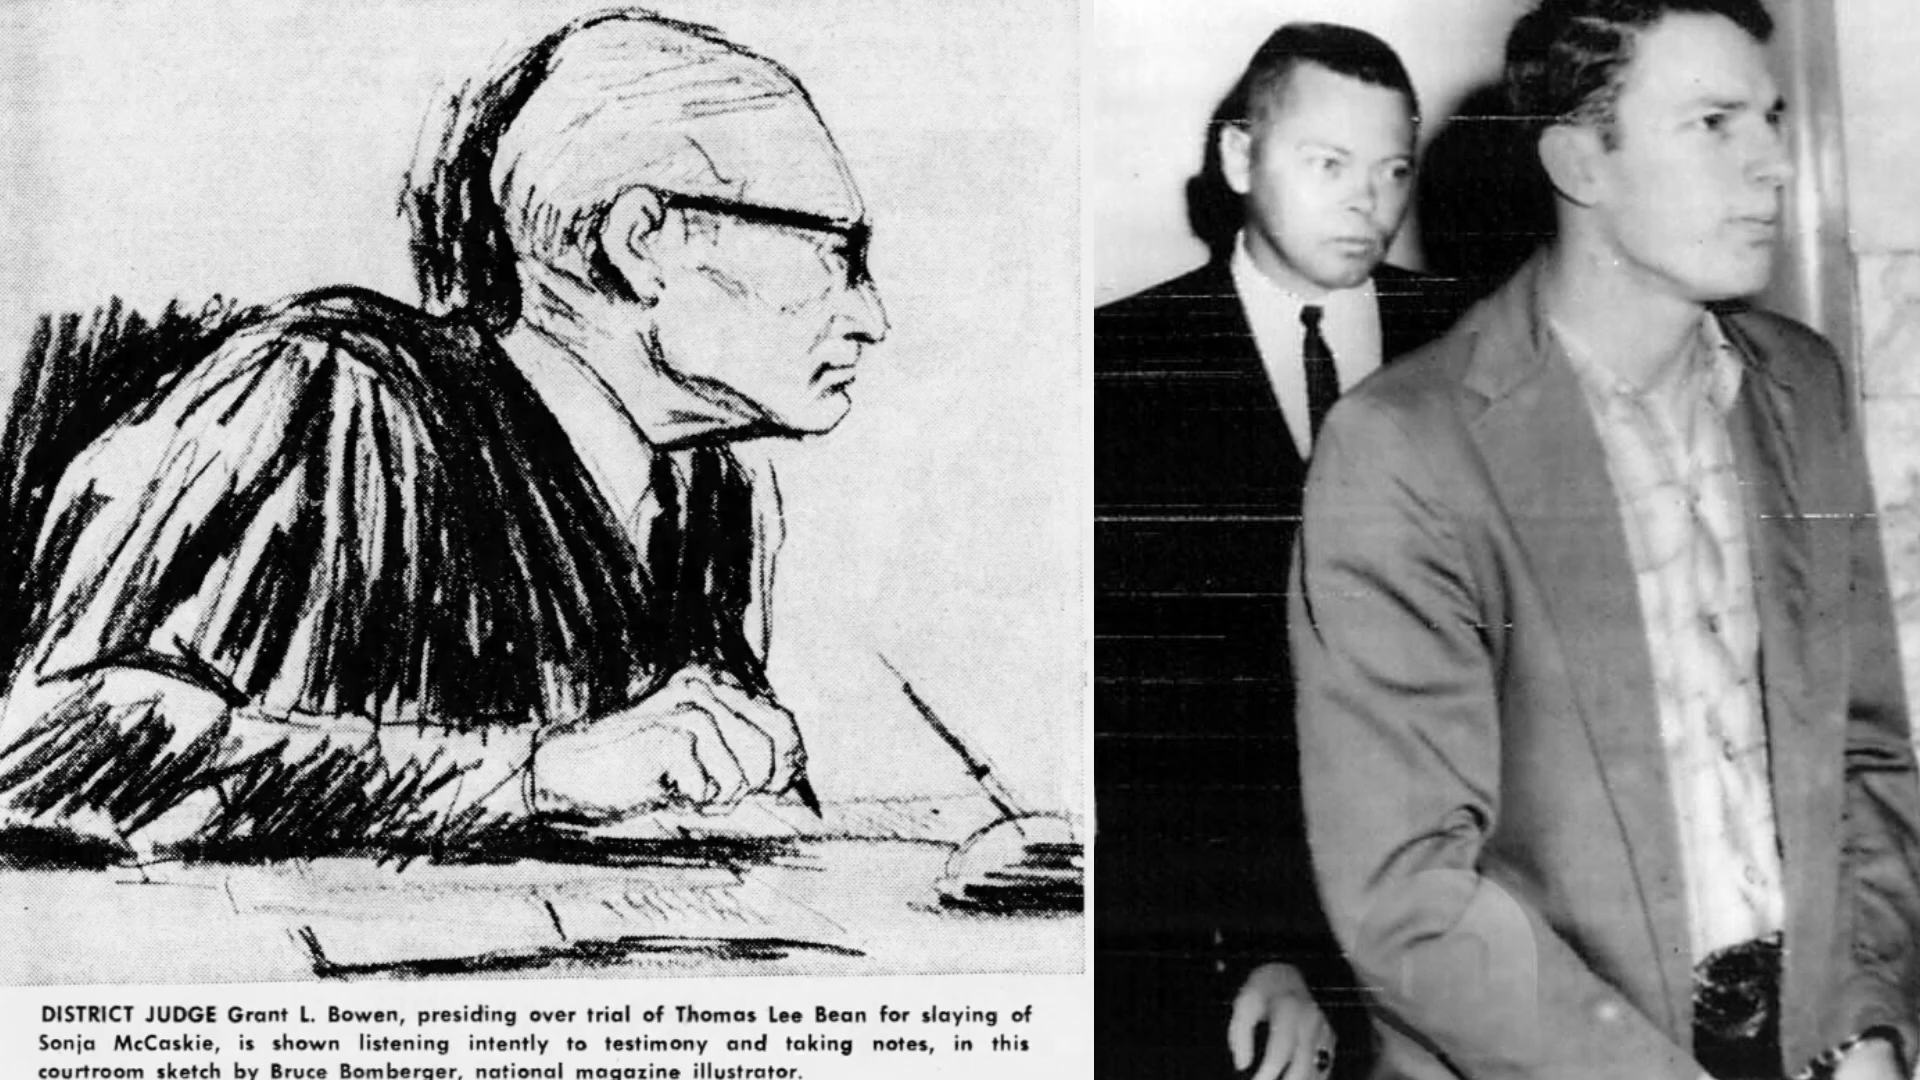 DISTRICT JUDGE Grant L. Bowen, presiding over trial of Thomas Lee Bean for slaying of
Sonja McCaskie, is shown listening intently to testimony and taking notes, in this
courtroom sketch by Bruce Bomberger, national magazine illustrator.